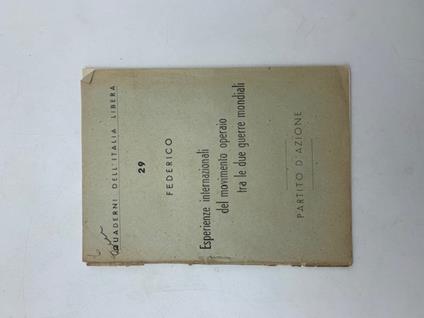 QUADERNI DELL'ITALIA LIBERA
29
FEDERICO
Esperienze internazionali
del movimento operaio
tra le due guerre mondiali
PARTITO D'AZIONE